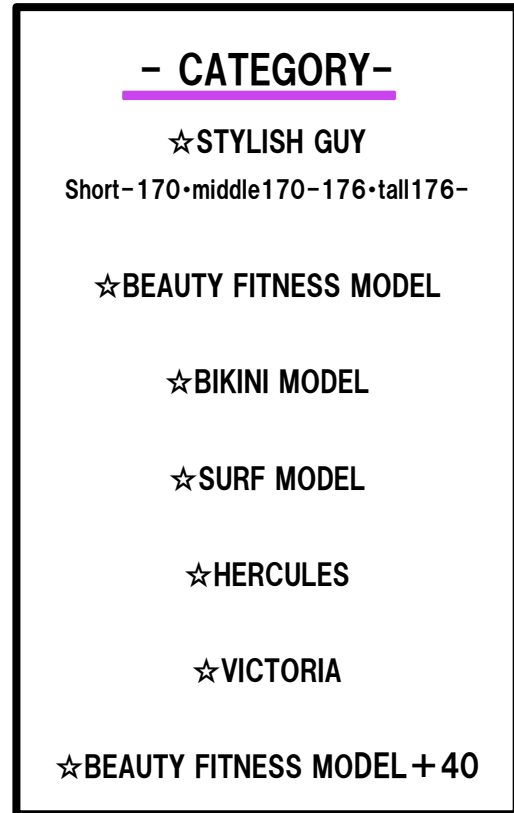 - CATEGORY-
☆STYLISH GUY
Short-170・middle170-176・tall176-
☆BEAUTY FITNESS MODEL
☆BIKINI MODEL
☆SURF MODEL
☆HERCULES
☆VICTORIA
☆BEAUTY FITNESS MODEL＋40